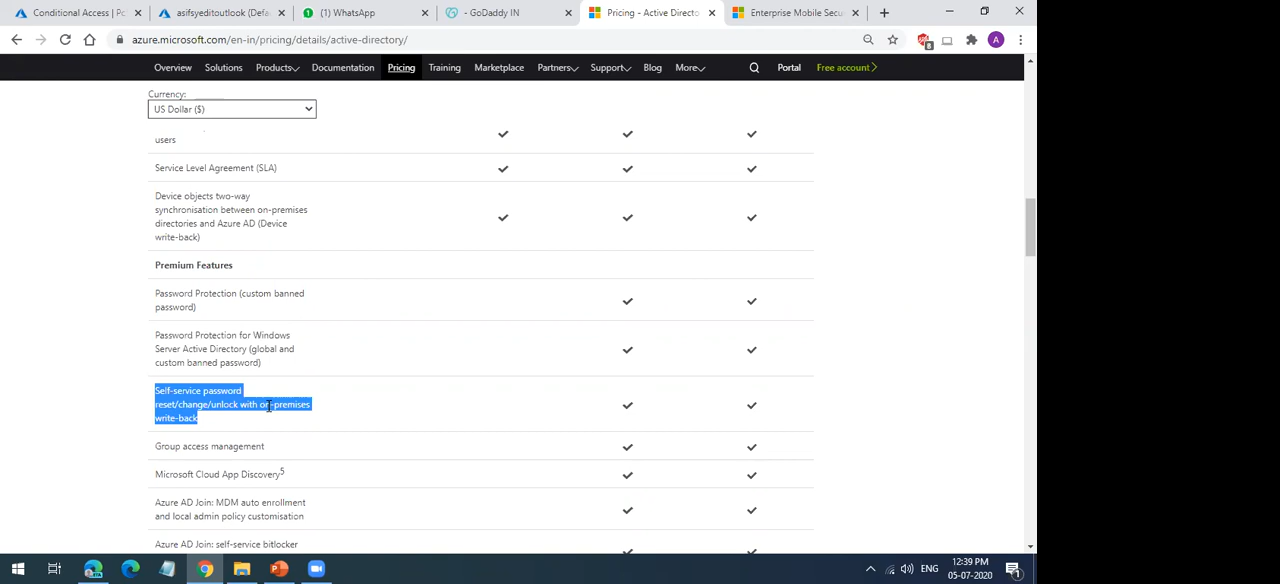 Conditional Access | Pc
asifsyeditoutlook (Defa
(1) WhatsApp
- GoDaddy IN
Pricing - Active Directo
Enterprise Mobile Secu
azure.microsoft.com/en-in/pricing/details/active-directory/
8
A
Overview
Solutions
Products
Documentation
Pricing
Training
Marketplace
Partners
Support
Blog
More
Portal
Free account
Currency:
US Dollar ($)
users
Service Level Agreement (SLA)
Device objects two-way
synchronisation between on-premises
directories and Azure AD (Device
write-back)
Premium Features
Password Protection (custom banned
password)
Password Protection for Windows
Server Active Directory (global and
custom banned password)
Self-service password
reset/change/unlock with on-premises
write-back
Group access management
Microsoft Cloud App Discovery5
Azure AD Join: MDM auto enrollment
and local admin policy customisation
Azure AD Join: self-service bitlocker
ENG
12:39 PM
05-07-2020
1